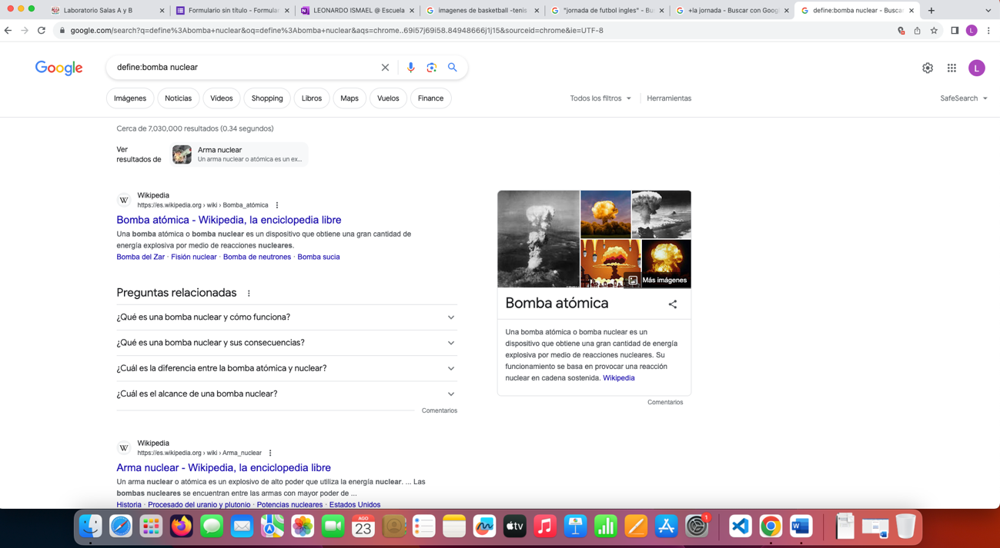 Laboratorio Salas A y B
Formulario sin título - Formular
LEONARDO ISMAEL @ Escuela
imagenes de basketball -tenis
"jornada de futbol ingles" - Bu
+la jornada - Buscar con Goog
define:bomba nuclear - Buscar
google.com/search?q=define%3Abomba+nuclear&oq=define%3Abomba+nuclear&aqs=chrome..69i57j69i58.84948666j1j15&sourceid=chrome&ie=UTF-8
L
Google
define:bomba nuclear
L
Imágenes
Noticias
Videos
Shopping
Libros
Maps
Vuelos
Finance
Todos los filtros
Herramientas
SafeSearch
Cerca de 7,030,000 resultados (0.34 segundos)
Ver
resultados de
Arma nuclear
Un arma nuclear o atómica es un ex...
W
Wikipedia
https://es.wikipedia.org › wiki › Bomba_atómica
Bomba atómica - Wikipedia, la enciclopedia libre
Una bomba atómica o bomba nuclear es un dispositivo que obtiene una gran cantidad de
energía explosiva por medio de reacciones nucleares.
Bomba del Zar · Fisión nuclear · Bomba de neutrones · Bomba sucia
Preguntas relacionadas
¿Qué es una bomba nuclear y cómo funciona?
¿Qué es una bomba nuclear y sus consecuencias?
¿Cuál es la diferencia entre la bomba atómica y nuclear?
¿Cuál es el alcance de una bomba nuclear?
Comentarios
W
Wikipedia
https://es.wikipedia.org › wiki › Arma_nuclear
Arma nuclear - Wikipedia, la enciclopedia libre
Un arma nuclear o atómica es un explosivo de alto poder que utiliza la energía nuclear. ... Las
bombas nucleares se encuentran entre las armas con mayor poder de ...
Historia · Procesado del uranio y plutonio · Potencias nucleares · Estados Unidos
Más imágenes
Bomba atómica
Una bomba atómica o bomba nuclear es un
dispositivo que obtiene una gran cantidad de energía
explosiva por medio de reacciones nucleares. Su
funcionamiento se basa en provocar una reacción
nuclear en cadena sostenida. Wikipedia
Comentarios
AGO
23
tv
1
W